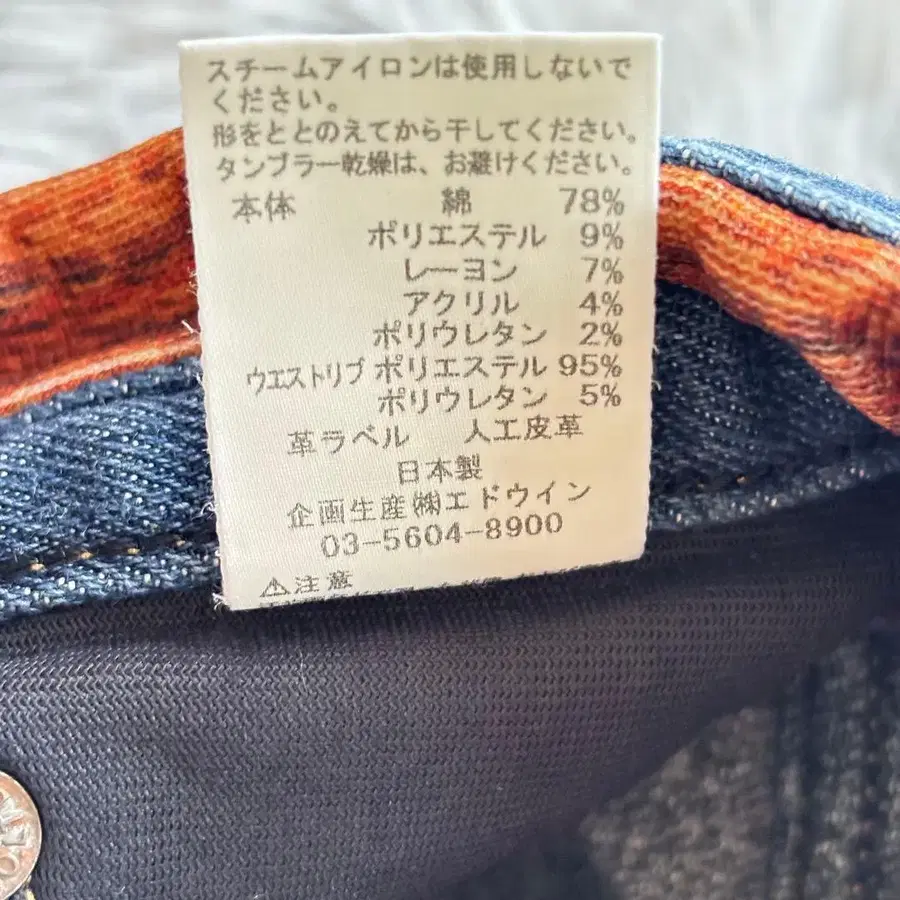 スチームアイロンは使用しないで
ください。
形をととのえてから干してください。
タンブラー乾燥は、お避けください。
本体 綿 78%
ポリエステル 9%
レーヨン 7%
アクリル 4%
ポリウレタン 2%
ウエストリブ ポリエステル 95%
ポリウレタン 5%
革ラベル 人工皮革
日本製
企画生産㈱エドウイン
03-5604-8900
⚠注意